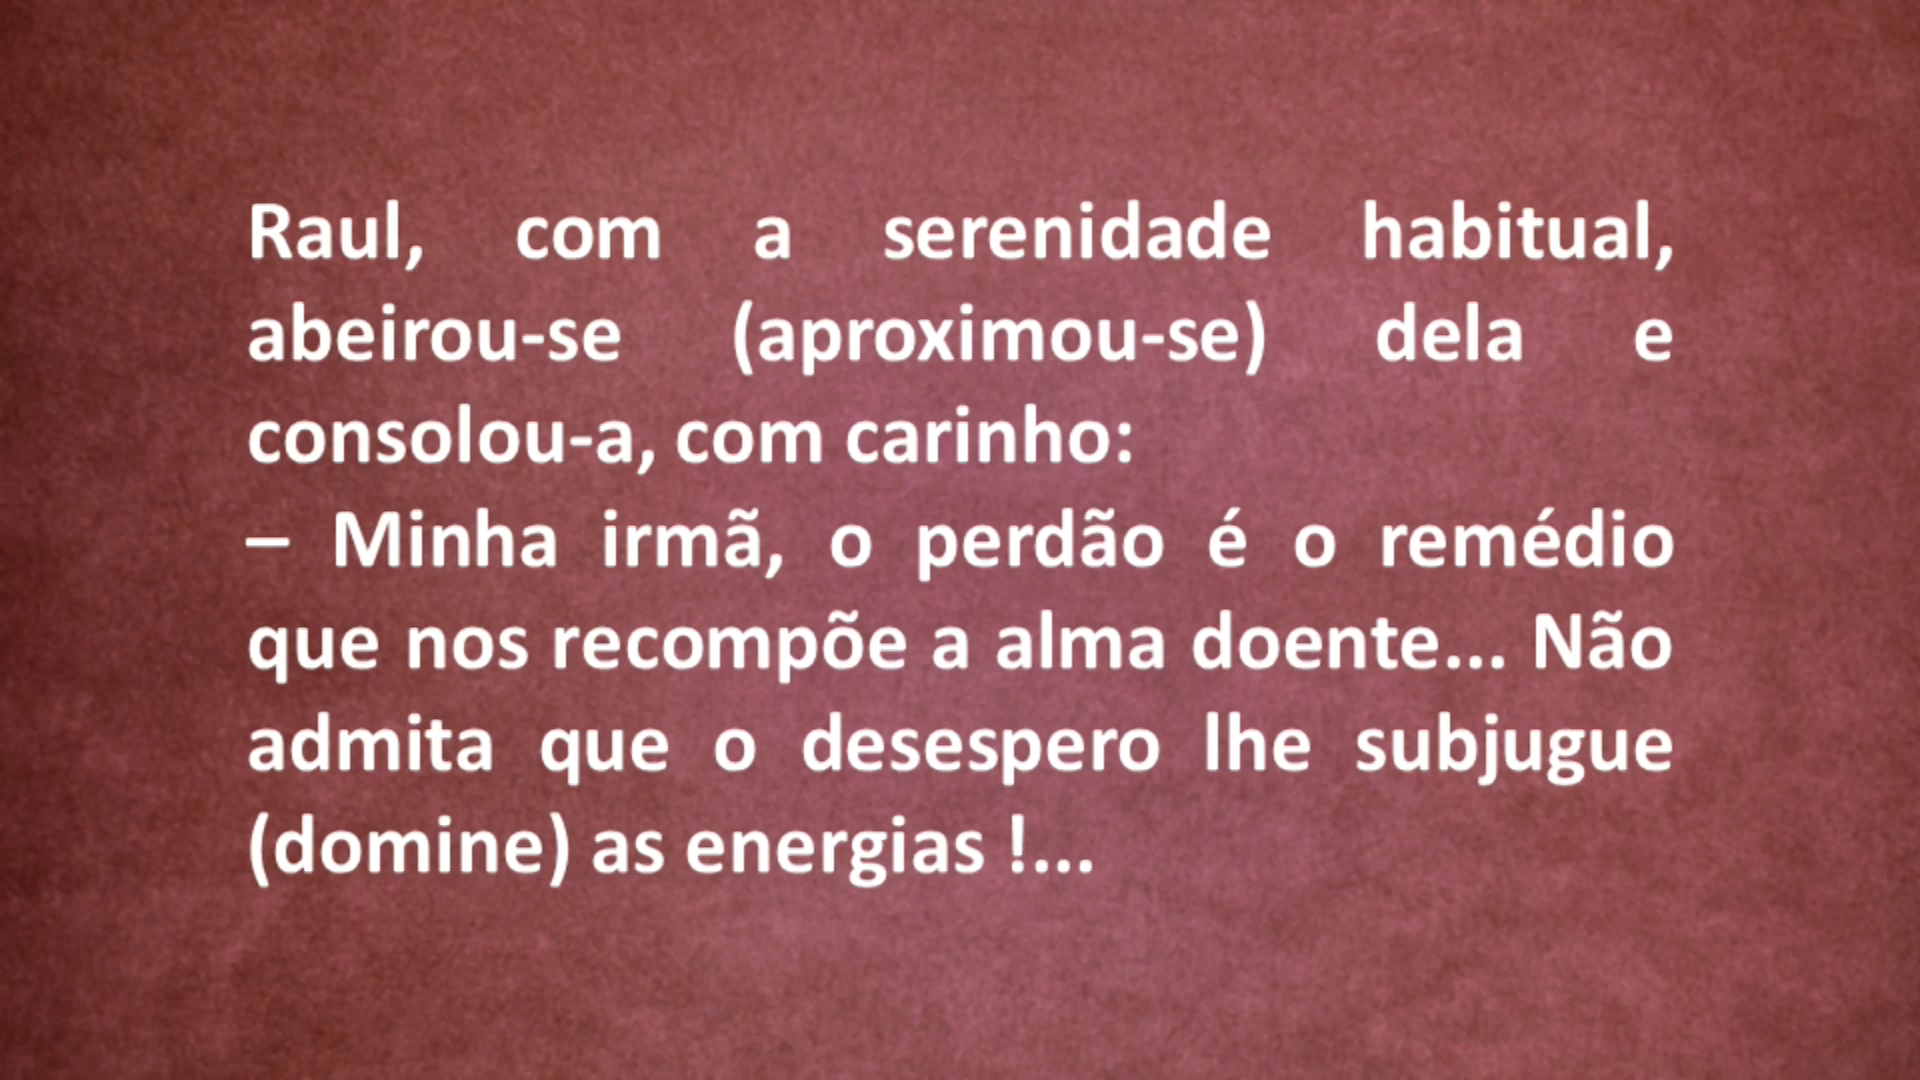 Raul, com a serenidade habitual,
abeirou-se (aproximou-se) dela e
consolou-a, com carinho:
– Minha irmã, o perdão é o remédio
que nos recompõe a alma doente... Não
admita que o desespero lhe subjugue
(domine) as energias !...